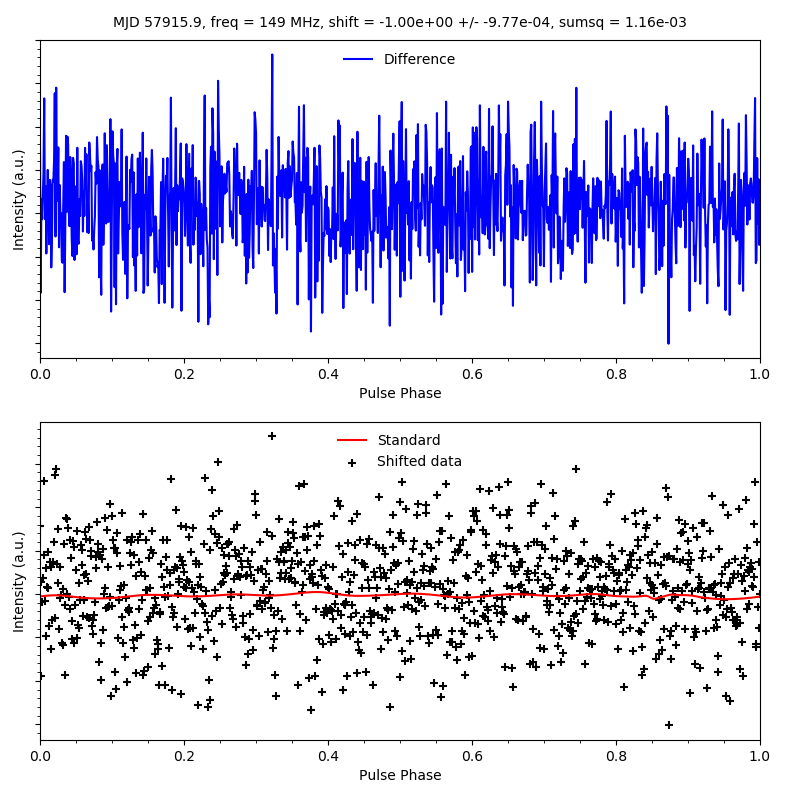 MJD 57915.9, freq = 149 MHz, shift = -1.00e+00 +/- -9.77e-04, sumsq = 1.16e-03
Difference
Intensity (a.u.)
0.0 0.2 0.4 0.6 0.8 1.0
Pulse Phase
Standard
Shifted data
Intensity (a.u.)
0.0 0.2 0.4 0.6 0.8 1.0
Pulse Phase